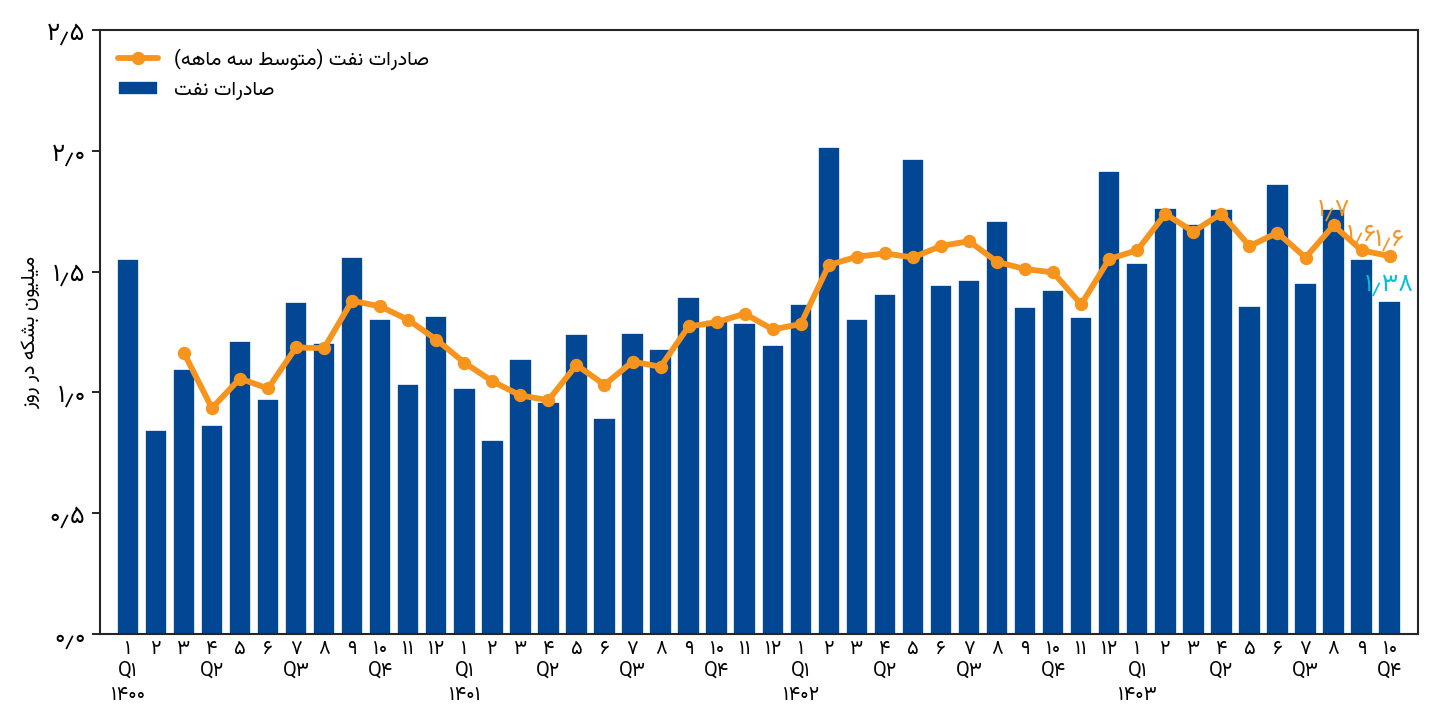 صادرات نفت (متوسط سه ماهه)
صادرات نفت
میلیون بشکه در روز
۲٫۵
۲٫۰
۱٫۵
۱٫۰
۰٫۵
۰٫۰
۱٫۷
۱٫۶
۱٫۶
۱٫۳۸
۱ ۲ ۳ ۴ ۵ ۶ ۷ ۸ ۹ ۱۰ ۱۱ ۱۲ ۱ ۲ ۳ ۴ ۵ ۶ ۷ ۸ ۹ ۱۰ ۱۱ ۱۲ ۱ ۲ ۳ ۴ ۵ ۶ ۷ ۸ ۹ ۱۰ ۱۱ ۱۲ ۱ ۲ ۳ ۴ ۵ ۶ ۷ ۸ ۹ ۱۰
Q۱ Q۲ Q۳ Q۴ Q۱ Q۲ Q۳ Q۴ Q۱ Q۲ Q۳ Q۴ Q۱ Q۲ Q۳ Q۴
۱۴۰۰ ۱۴۰۱ ۱۴۰۲ ۱۴۰۳